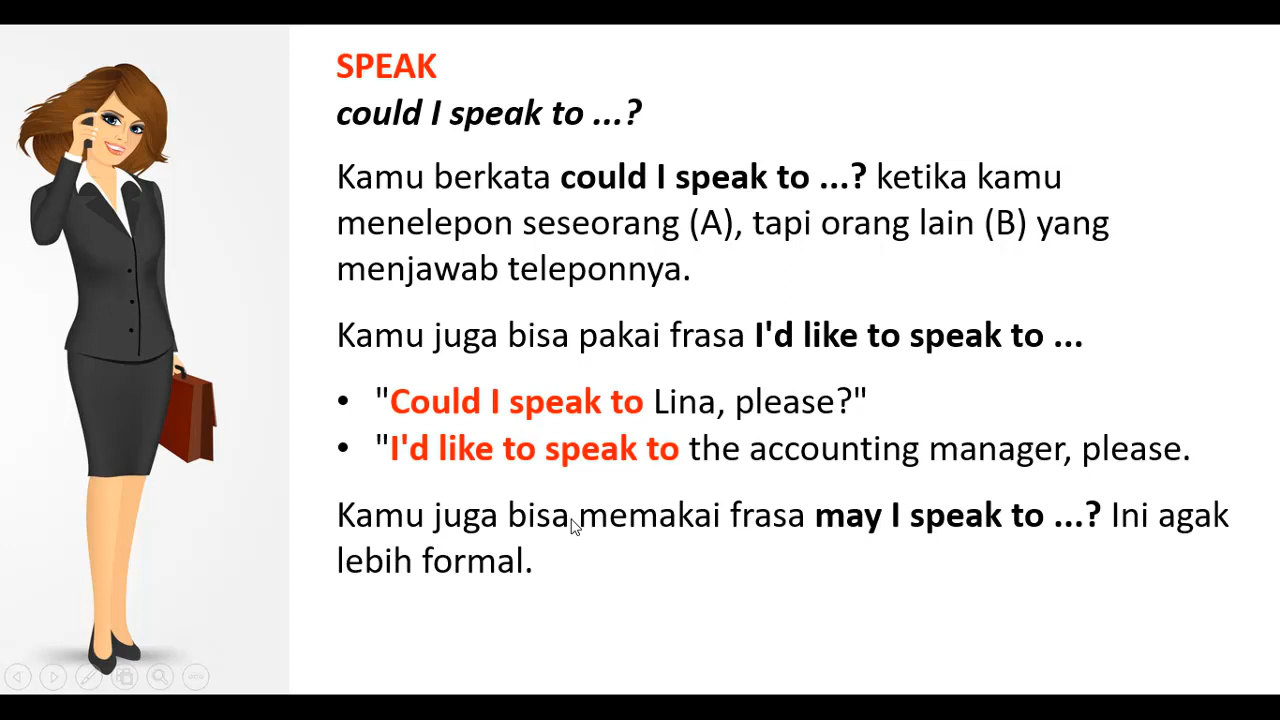 SPEAK
could I speak to ...?
Kamu berkata could I speak to ...? ketika kamu
menelepon seseorang (A), tapi orang lain (B) yang
menjawab teleponnya.
Kamu juga bisa pakai frasa I'd like to speak to ...
• "Could I speak to Lina, please?"
• "I'd like to speak to the accounting manager, please.
Kamu juga bisa memakai frasa may I speak to ...? Ini agak
lebih formal.